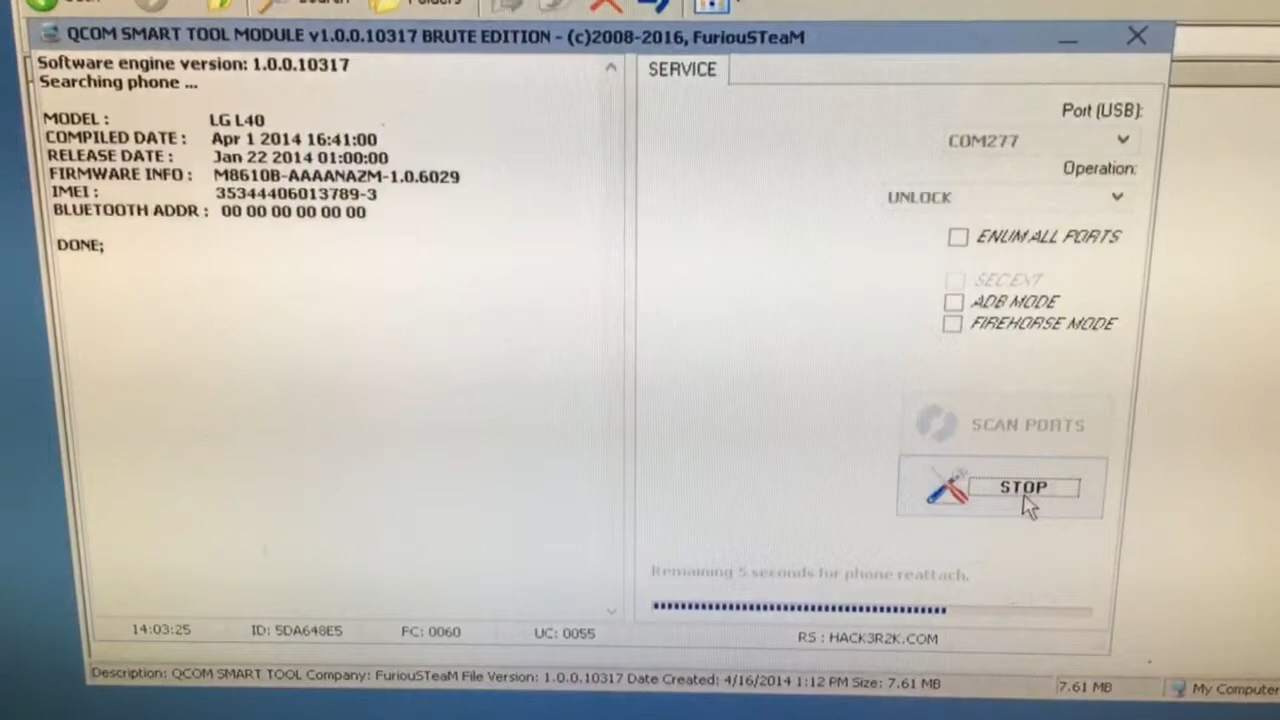 Folders
QCOM SMART TOOL MODULE v1.0.0.10317 BRUTE EDITION - (c)2008-2016, FuriouSTeaM
Software engine version: 1.0.0.10317
Searching phone ...
MODEL : LG L40
COMPILED DATE : Apr 1 2014 16:41:00
RELEASE DATE : Jan 22 2014 01:00:00
FIRMWARE INFO : M8610B-AAAANAZM-1.0.6029
IMEI : 35344406013789-3
BLUETOOTH ADDR : 00 00 00 00 00 00
DONE;
SERVICE
Port (USB):
COM277
Operation:
UNLOCK
ENUM ALL PORTS
SEC EXT
ADB MODE
FIREHORSE MODE
SCAN PORTS
STOP
Remaining 5 seconds for phone reattach.
14:03:25 ID: 5DA648E5 FC: 0060 UC: 0055 RS : HACK3R2K.COM
Description: QCOM SMART TOOL Company: FuriouSTeaM File Version: 1.0.0.10317 Date Created: 4/16/2014 1:12 PM Size: 7.61 MB 7.61 MB My Computer